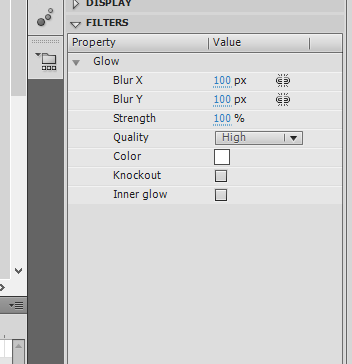 DISPLAY
FILTERS
Property Value
Glow
Blur X 100 px
Blur Y 100 px
Strength 100 %
Quality High
Color
Knockout
Inner glow